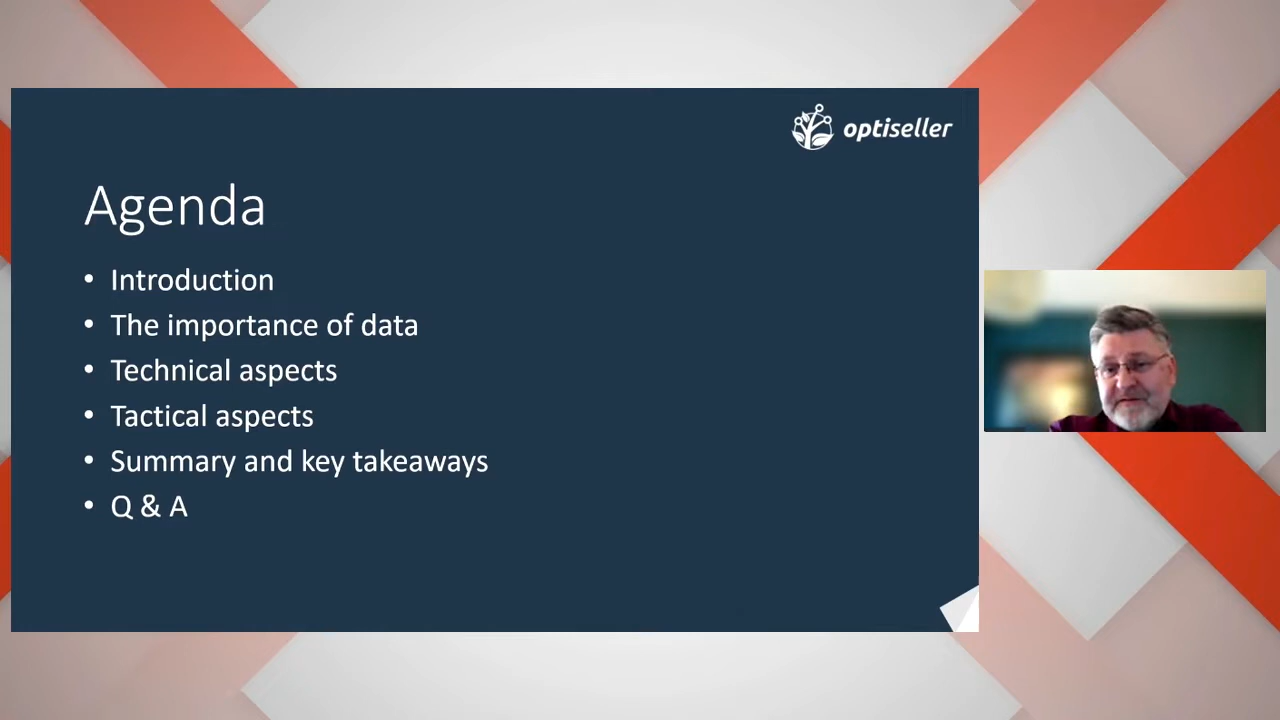 optiseller
Agenda
• Introduction
• The importance of data
• Technical aspects
• Tactical aspects
• Summary and key takeaways
• Q & A